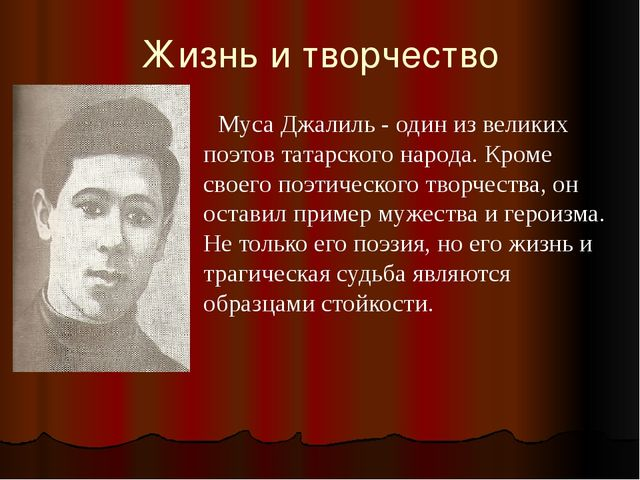 Жизнь и творчество
Муса Джалиль - один из великих
поэтов татарского народа. Кроме
своего поэтического творчества, он
оставил пример мужества и героизма.
Не только его поэзия, но его жизнь и
трагическая судьба являются
образцами стойкости.